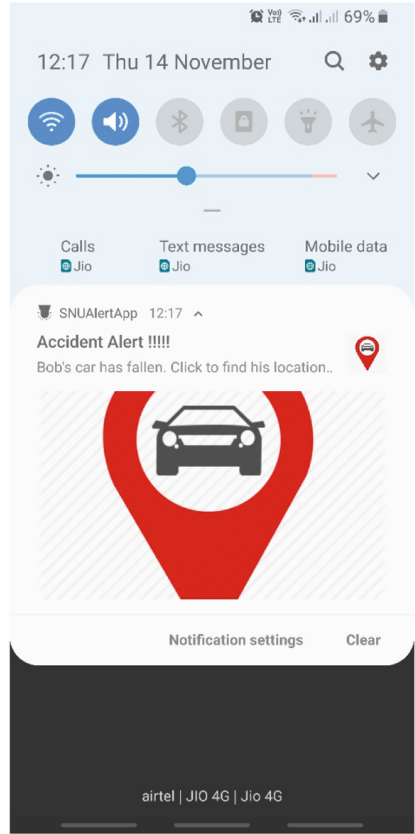 Vo)) LTE 69%
12:17 Thu 14 November
Calls Text messages Mobile data
Jio Jio Jio
SNUAlertApp 12:17
Accident Alert !!!!!
Bob's car has fallen. Click to find his location..
Notification settings Clear
airtel | JIO 4G | Jio 4G